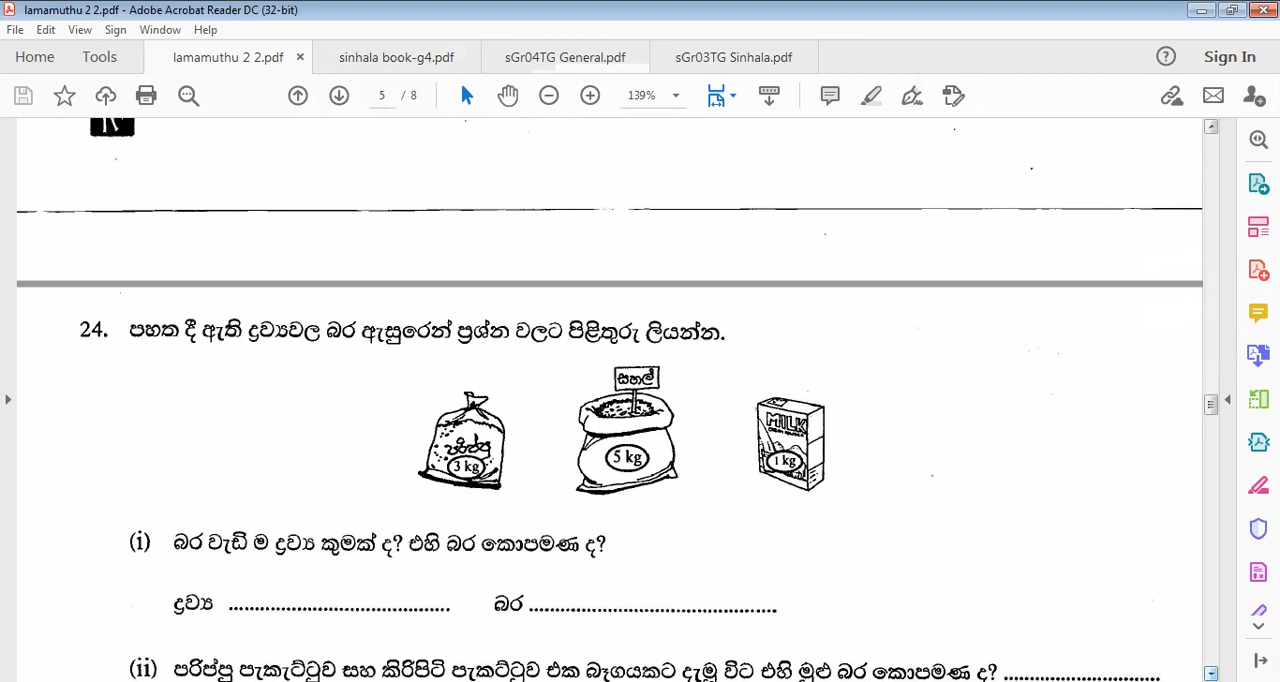 lamamuthu 2 2.pdf - Adobe Acrobat Reader DC (32-bit)
File Edit View Sign Window Help
Home Tools lamamuthu 2 2.pdf × sinhala book-g4.pdf sGr04TG General.pdf sGr03TG Sinhala.pdf ? Sign In
5 / 8 139%
IV
24. පහත දී ඇති ද්‍රව්‍යවල බර ඇසුරෙන් ප්‍රශ්න වලට පිළිතුරු ලියන්න.
සහල්
පරිප්පු
3 kg
5 kg
MILK
1 kg
(i) බර වැඩි ම ද්‍රව්‍ය කුමක් ද? එහි බර කොපමණ ද?
ද්‍රව්‍ය ........................................... බර ................................................
(ii) පරිප්පු පැකැට්ටුව සහ කිරිපිටි පැකට්ටුව එක බෑගයකට දැමූ විට එහි මුළු බර කොපමණ ද? ..............................